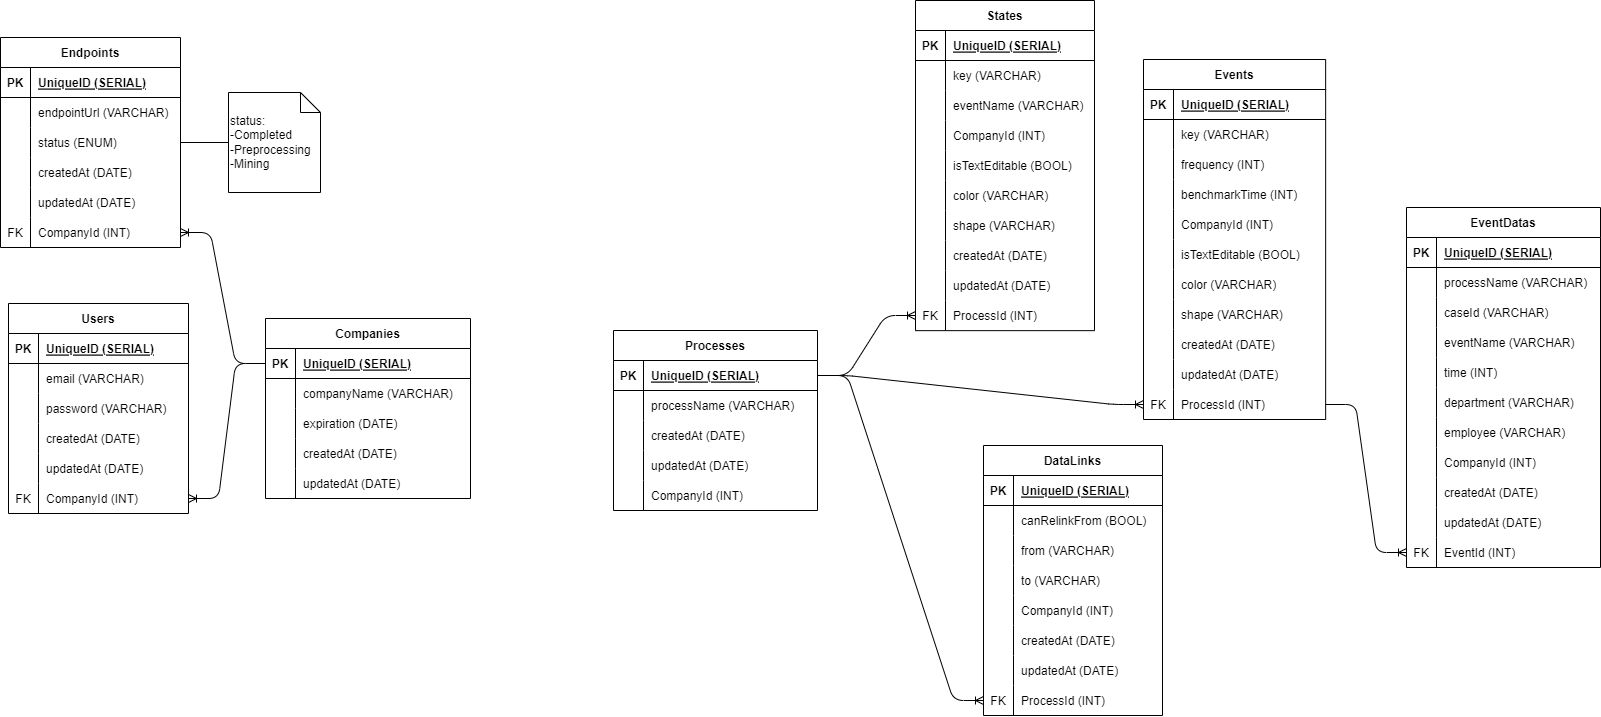 Endpoints
PK UniqueID (SERIAL)
endpointUrl (VARCHAR)
status (ENUM)
createdAt (DATE)
updatedAt (DATE)
FK CompanyId (INT)
status:
-Completed
-Preprocessing
-Mining
Users
PK UniqueID (SERIAL)
email (VARCHAR)
password (VARCHAR)
createdAt (DATE)
updatedAt (DATE)
FK CompanyId (INT)
Companies
PK UniqueID (SERIAL)
companyName (VARCHAR)
expiration (DATE)
createdAt (DATE)
updatedAt (DATE)
Processes
PK UniqueID (SERIAL)
processName (VARCHAR)
createdAt (DATE)
updatedAt (DATE)
CompanyId (INT)
States
PK UniqueID (SERIAL)
key (VARCHAR)
eventName (VARCHAR)
CompanyId (INT)
isTextEditable (BOOL)
color (VARCHAR)
shape (VARCHAR)
createdAt (DATE)
updatedAt (DATE)
FK ProcessId (INT)
DataLinks
PK UniqueID (SERIAL)
canRelinkFrom (BOOL)
from (VARCHAR)
to (VARCHAR)
CompanyId (INT)
createdAt (DATE)
updatedAt (DATE)
FK ProcessId (INT)
Events
PK UniqueID (SERIAL)
key (VARCHAR)
frequency (INT)
benchmarkTime (INT)
CompanyId (INT)
isTextEditable (BOOL)
color (VARCHAR)
shape (VARCHAR)
createdAt (DATE)
updatedAt (DATE)
FK ProcessId (INT)
EventDatas
PK UniqueID (SERIAL)
processName (VARCHAR)
caseId (VARCHAR)
eventName (VARCHAR)
time (INT)
department (VARCHAR)
employee (VARCHAR)
CompanyId (INT)
createdAt (DATE)
updatedAt (DATE)
FK EventId (INT)